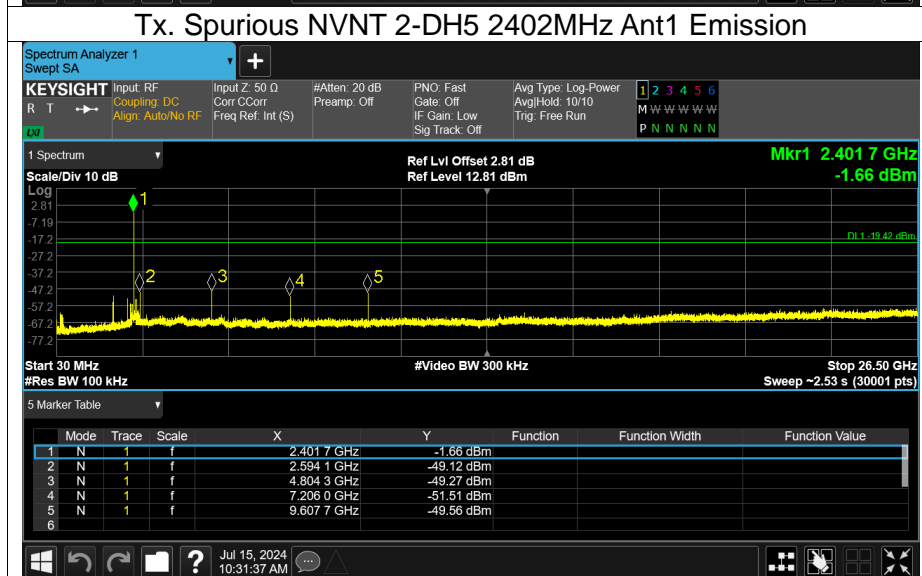 Tx. Spurious NVNT 2-DH5 2402MHz Ant1 Emission
Spectrum Analyzer 1
Swept SA
+
KEYSIGHT Input: RF Input Z: 50 Ω #Atten: 20 dB PNO: Fast Avg Type: Log-Power 1 2 3 4 5 6
R T Coupling: DC Corr CCorr Preamp: Off Gate: Off Avg|Hold: 10/10 M W W W W W
Align: Auto/No RF Freq Ref: Int (S) IF Gain: Low Trig: Free Run
LXI Sig Track: Off P N N N N N
1 Spectrum Ref Lvl Offset 2.81 dB Mkr1 2.401 7 GHz
Scale/Div 10 dB Ref Level 12.81 dBm -1.66 dBm
Log
1
2.81
-7.19
-17.2 DL1 -19.42 dBm
-27.2
-37.2
2 3 4 5
-47.2
-57.2
-67.2
-77.2
Start 30 MHz #Video BW 300 kHz Stop 26.50 GHz
#Res BW 100 kHz Sweep ~2.53 s (30001 pts)
5 Marker Table
Mode Trace Scale X Y Function Function Width Function Value
1 N 1 f 2.401 7 GHz -1.66 dBm
2 N 1 f 2.594 1 GHz -49.12 dBm
3 N 1 f 4.804 3 GHz -49.27 dBm
4 N 1 f 7.206 0 GHz -51.51 dBm
5 N 1 f 9.607 7 GHz -49.56 dBm
6
? Jul 15, 2024
10:31:37 AM